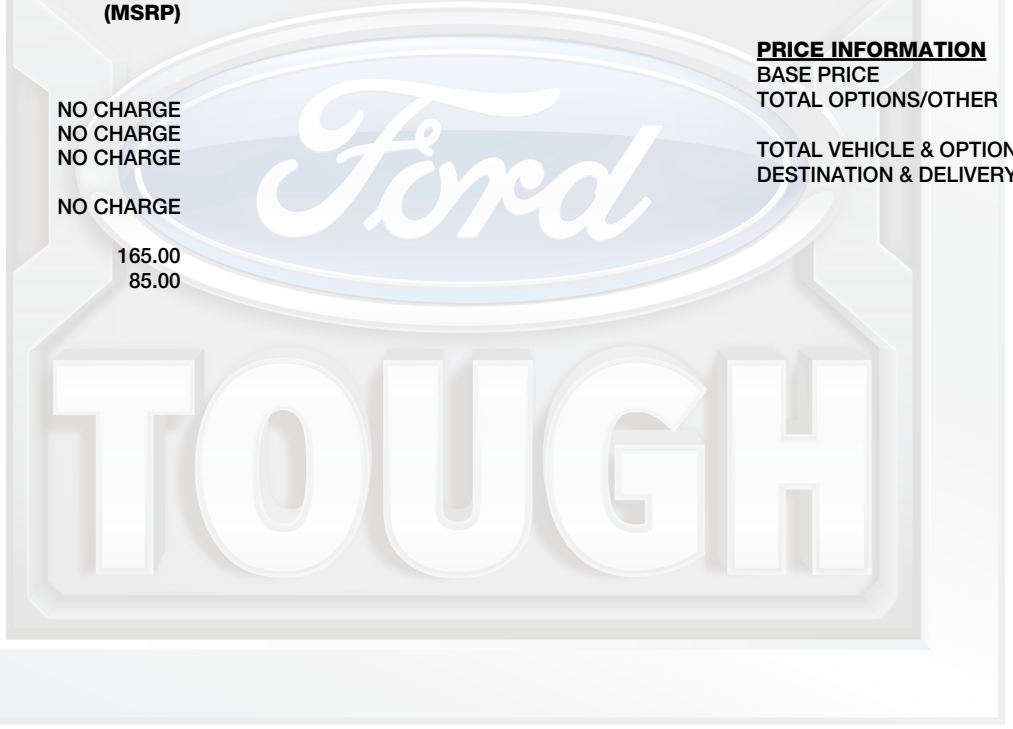 (MSRP)
NO CHARGE
NO CHARGE
NO CHARGE
NO CHARGE
165.00
85.00
PRICE INFORMATION
BASE PRICE
TOTAL OPTIONS/OTHER
TOTAL VEHICLE & OPTION
DESTINATION & DELIVERY
Ford
TOUGH